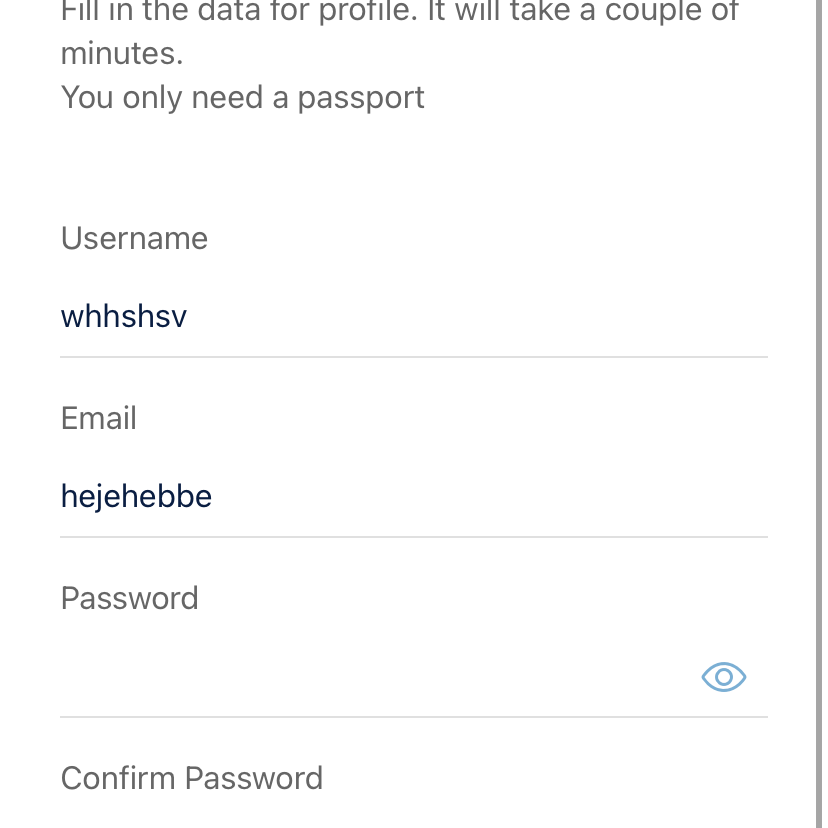 Fill in the data for profile. It will take a couple of
minutes.
You only need a passport
Username
whhshsv
Email
hejehebbe
Password
Confirm Password